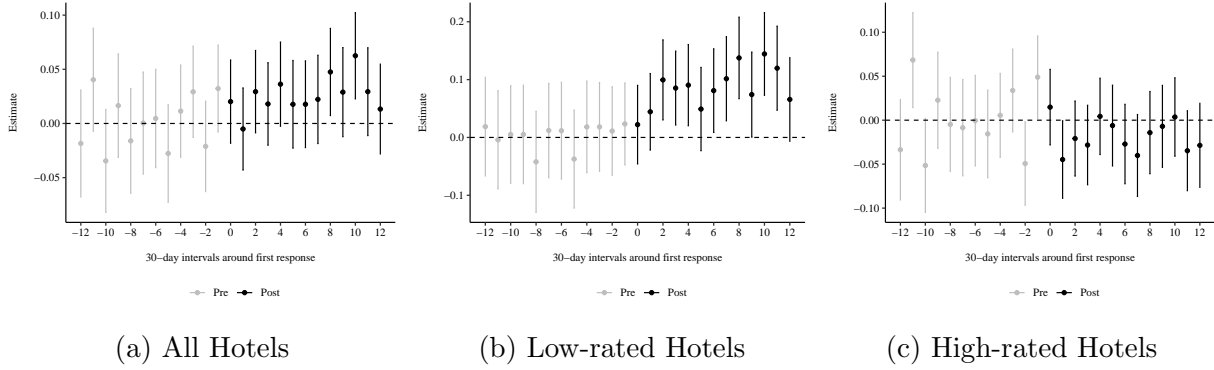 0.10
0.05
0.00
−0.05
Estimate
−12 −10 −8 −6 −4 −2 0 2 4 6 8 10 12
30−day intervals around first response
Pre Post
(a) All Hotels
0.2
0.1
0.0
−0.1
Estimate
−12 −10 −8 −6 −4 −2 0 2 4 6 8 10 12
30−day intervals around first response
Pre Post
(b) Low-rated Hotels
0.10
0.05
0.00
−0.05
−0.10
Estimate
−12 −10 −8 −6 −4 −2 0 2 4 6 8 10 12
30−day intervals around first response
Pre Post
(c) High-rated Hotels